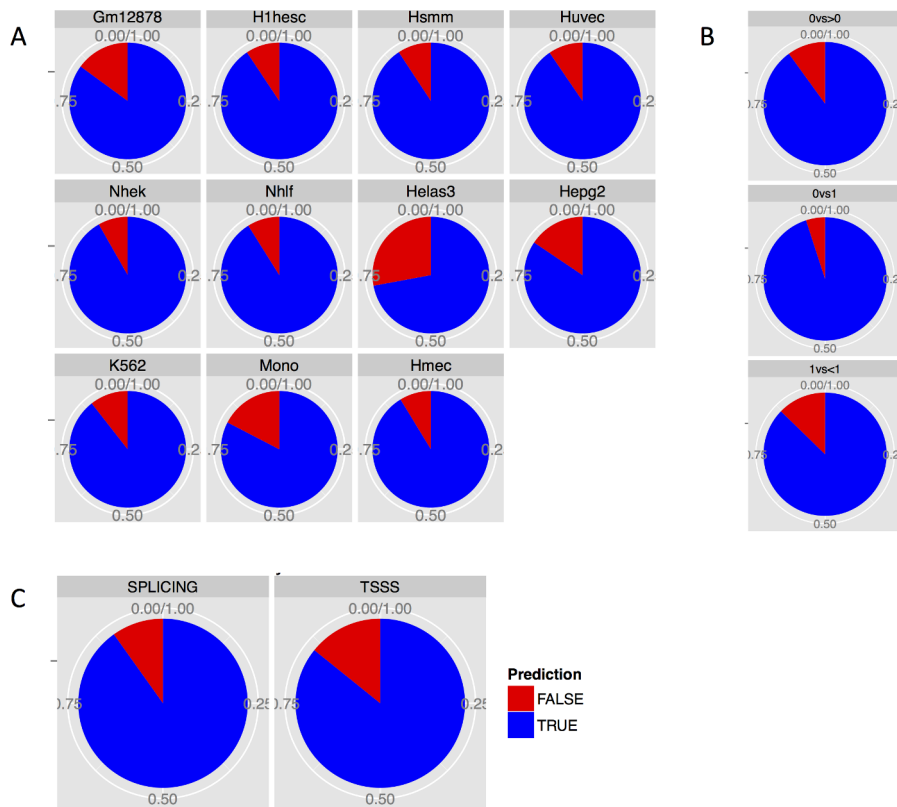 A
Gm12878 H1hesc Hsmm Huvec
0.00/1.00 0.00/1.00 0.00/1.00 0.00/1.00
.75 0.2 .75 0.2 .75 0.2 .75 0.2
0.50 0.50 0.50 0.50
Nhek Nhlf Helas3 Hepg2
0.00/1.00 0.00/1.00 0.00/1.00 0.00/1.00
.75 0.2 .75 0.2 .75 0.2 .75 0.2
0.50 0.50 0.50 0.50
K562 Mono Hmec
0.00/1.00 0.00/1.00 0.00/1.00
.75 0.2 .75 0.2 .75 0.2
0.50 0.50 0.50
B
0vs>0
0.00/1.00
0.75 0.25
0.50
0vs1
0.00/1.00
0.75 0.25
0.50
1vs<1
0.00/1.00
0.75 0.25
0.50
C
SPLICING TSSS
0.00/1.00 0.00/1.00
0.75 0.25 0.75 0.25
0.50 0.50
Prediction
FALSE
TRUE